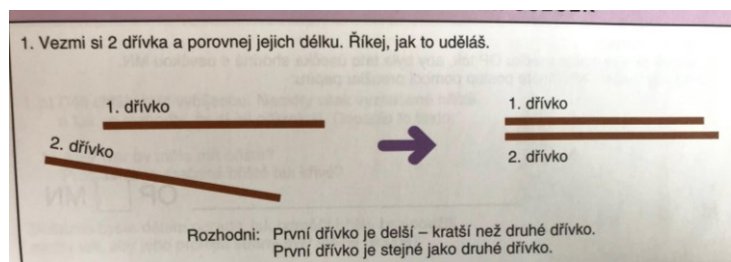 1. Vezmi si 2 dřívka a porovnej jejich délku. Říkej, jak to uděláš.
1. dřívko
2. dřívko
1. dřívko
2. dřívko
Rozhodni: První dřívko je delší – kratší než druhé dřívko.
První dřívko je stejné jako druhé dřívko.